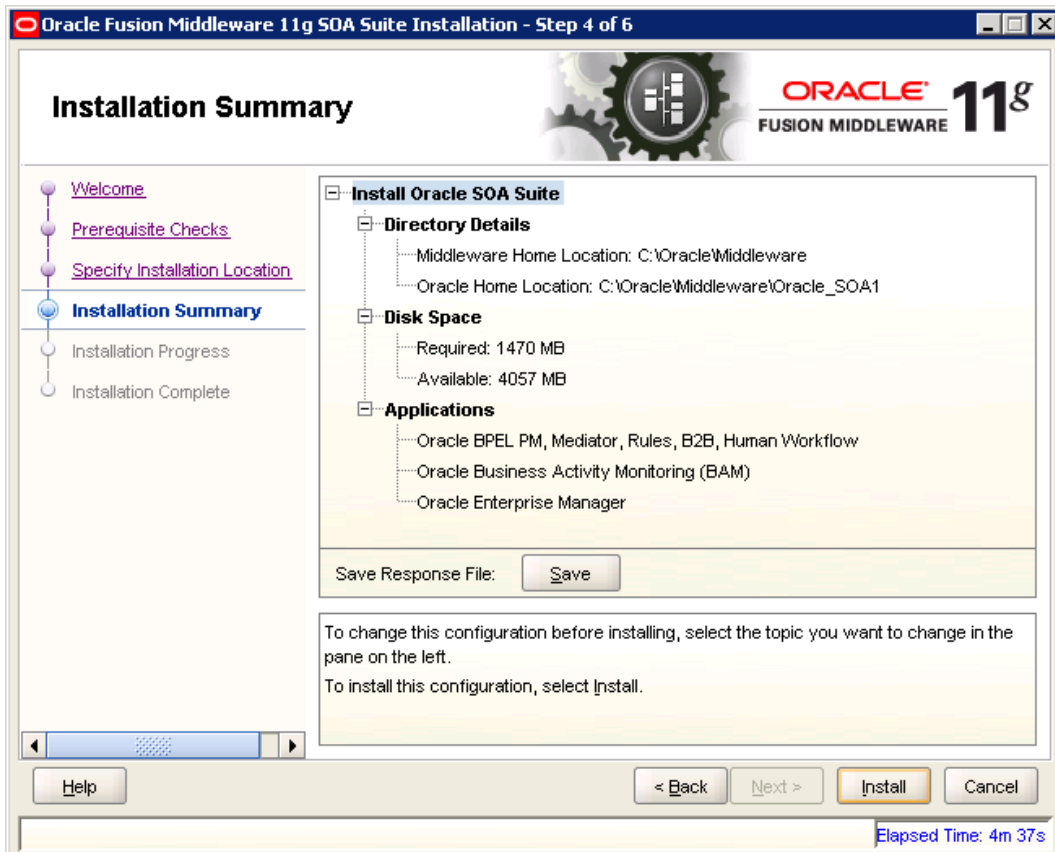 Oracle Fusion Middleware 11g SOA Suite Installation - Step 4 of 6
Installation Summary
ORACLE®
FUSION MIDDLEWARE
11g
Welcome
Prerequisite Checks
Specify Installation Location
Installation Summary
Installation Progress
Installation Complete
Install Oracle SOA Suite
Directory Details
Middleware Home Location: C:\Oracle\Middleware
Oracle Home Location: C:\Oracle\Middleware\Oracle_SOA1
Disk Space
Required: 1470 MB
Available: 4057 MB
Applications
Oracle BPEL PM, Mediator, Rules, B2B, Human Workflow
Oracle Business Activity Monitoring (BAM)
Oracle Enterprise Manager
Save Response File:
Save
To change this configuration before installing, select the topic you want to change in the
pane on the left.
To install this configuration, select Install.
Help
< Back
Next >
Install
Cancel
Elapsed Time: 4m 37s